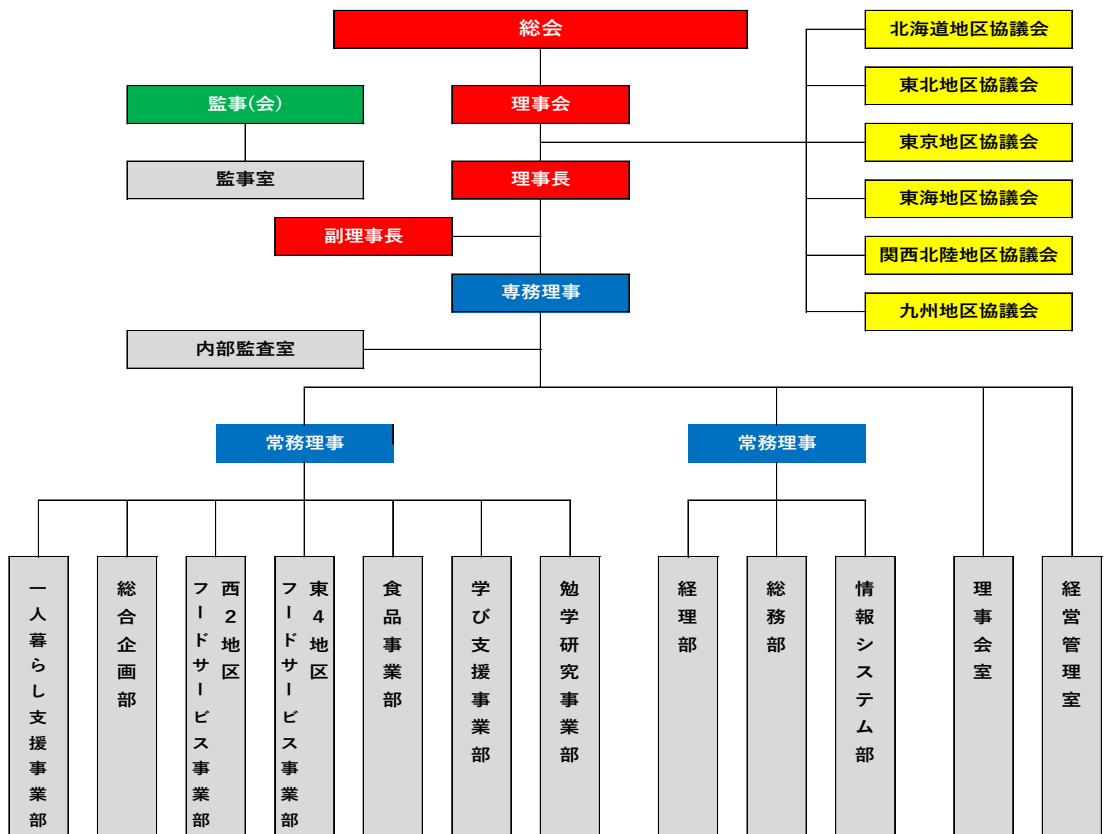 総会
北海道地区協議会
監事(会)
理事会
東北地区協議会
東京地区協議会
監事室
理事長
東海地区協議会
副理事長
関西北陸地区協議会
専務理事
九州地区協議会
内部監査室
常務理事
常務理事
一人暮らし支援事業部
総合企画部
西2地区
フードサービス事業部
東4地区
フードサービス事業部
食品事業部
学び支援事業部
勉学研究事業部
経理部
総務部
情報システム部
理事会室
経営管理室